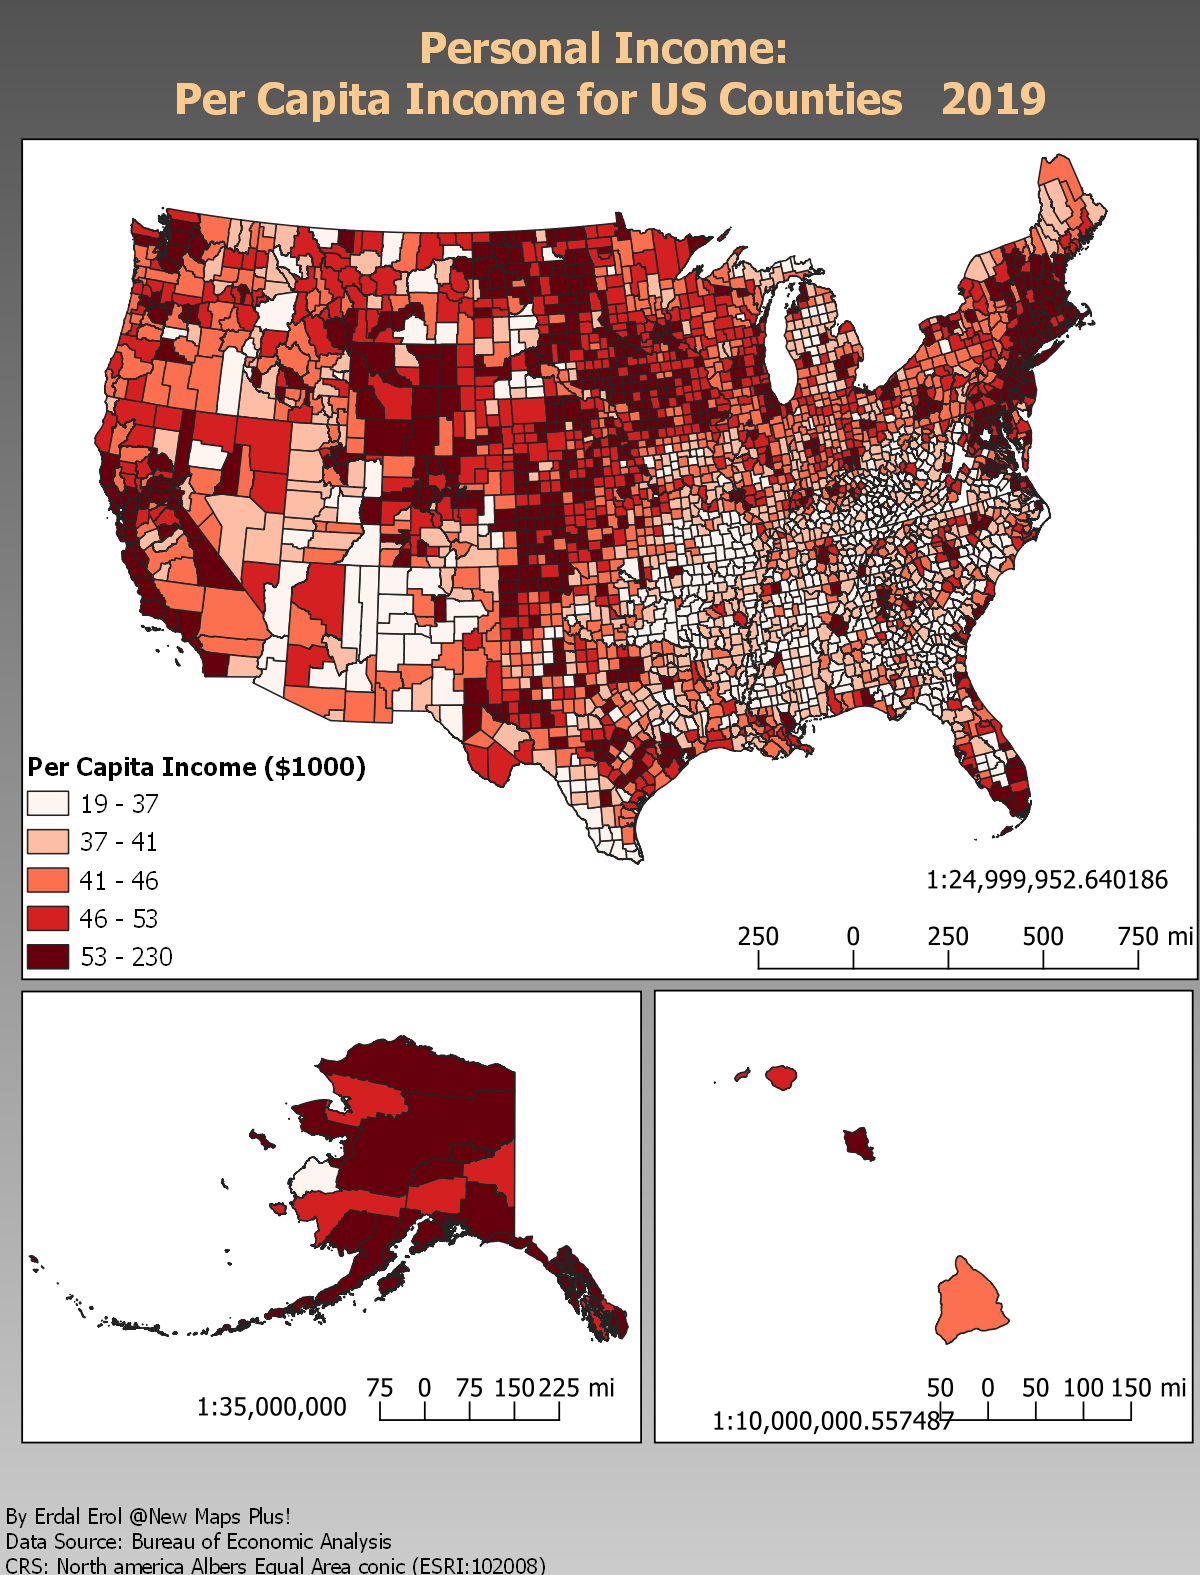 Personal Income:
Per Capita Income for US Counties 2019
Per Capita Income ($1000)
19 - 37
37 - 41
41 - 46
46 - 53
53 - 230
1:24,999,952.640186
250 0 250 500 750 mi
75 0 75 150 225 mi
1:35,000,000
50 0 50 100 150 mi
1:10,000,000.557487
By Erdal Erol @New Maps Plus!
Data Source: Bureau of Economic Analysis
CRS: North america Albers Equal Area conic (ESRI:102008)